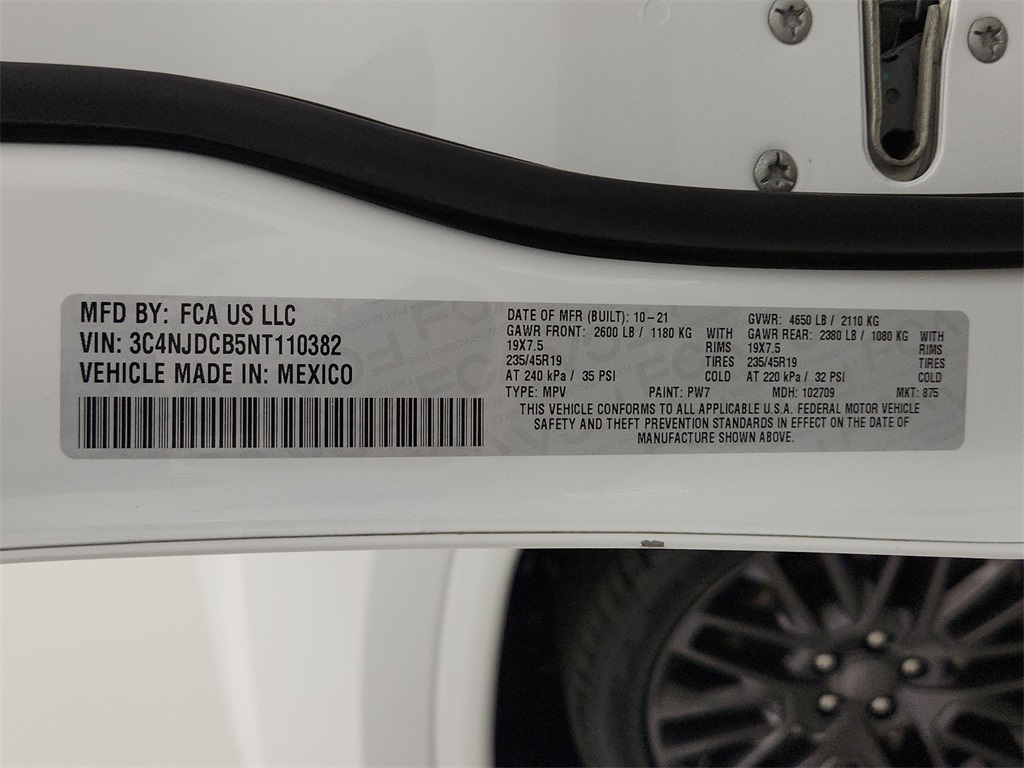 MFD BY: FCA US LLC
VIN: 3C4NJDCB5NT110382
VEHICLE MADE IN: MEXICO
DATE OF MFR (BUILT): 10-21 GVWR: 4650 LB / 2110 KG
GAWR FRONT: 2600 LB / 1180 KG WITH GAWR REAR: 2380 LB / 1080 KG WITH
19X7.5 RIMS 19X7.5 RIMS
235/45R19 TIRES 235/45R19 TIRES
AT 240 kPa / 35 PSI COLD AT 220 kPa / 32 PSI COLD
TYPE: MPV PAINT: PW7 MDH: 102709 MKT: 875
THIS VEHICLE CONFORMS TO ALL APPLICABLE U.S.A. FEDERAL MOTOR VEHICLE
SAFETY AND THEFT PREVENTION STANDARDS IN EFFECT ON THE DATE OF
MANUFACTURE SHOWN ABOVE.